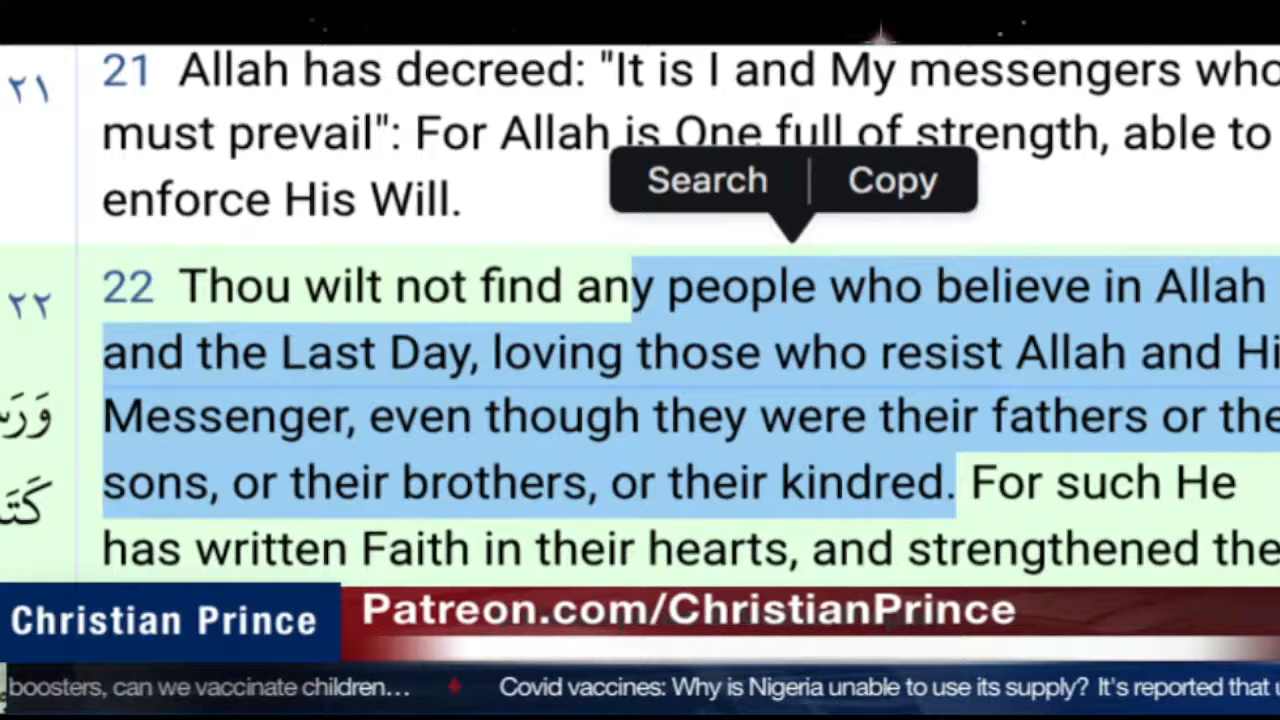 ٢١
21 Allah has decreed: "It is I and My messengers who
must prevail": For Allah is One full of strength, able to
enforce His Will.
Search | Copy
٢٢
22 Thou wilt not find any people who believe in Allah
and the Last Day, loving those who resist Allah and Hi
Messenger, even though they were their fathers or the
sons, or their brothers, or their kindred. For such He
has written Faith in their hearts, and strengthened the
Christian Prince
Patreon.com/ChristianPrince
boosters, can we vaccinate children... Covid vaccines: Why is Nigeria unable to use its supply? It's reported that